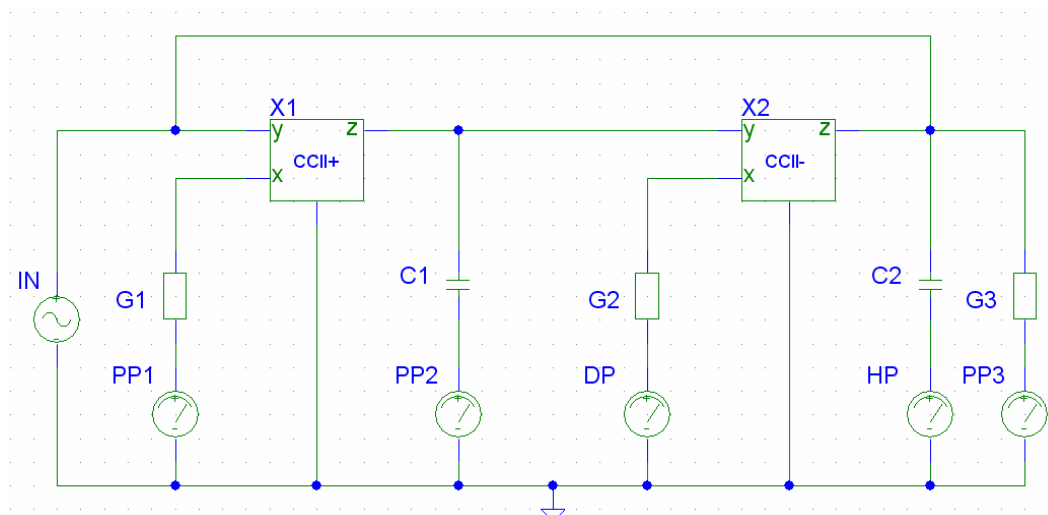 X1
X2
y z
CCII+
x
y z
CCII-
x
IN
G1
C1
G2
C2
G3
PP1
PP2
DP
HP
PP3